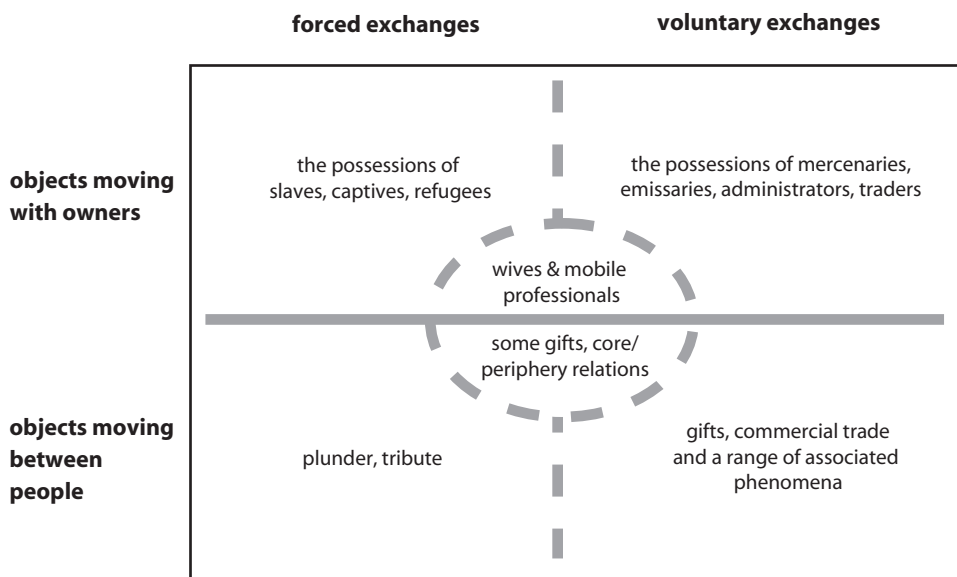 forced exchanges
voluntary exchanges
objects moving
with owners
the possessions of
slaves, captives, refugees
the possessions of mercenaries,
emissaries, administrators, traders
wives & mobile
professionals
some gifts, core/
periphery relations
objects moving
between
people
plunder, tribute
gifts, commercial trade
and a range of associated
phenomena